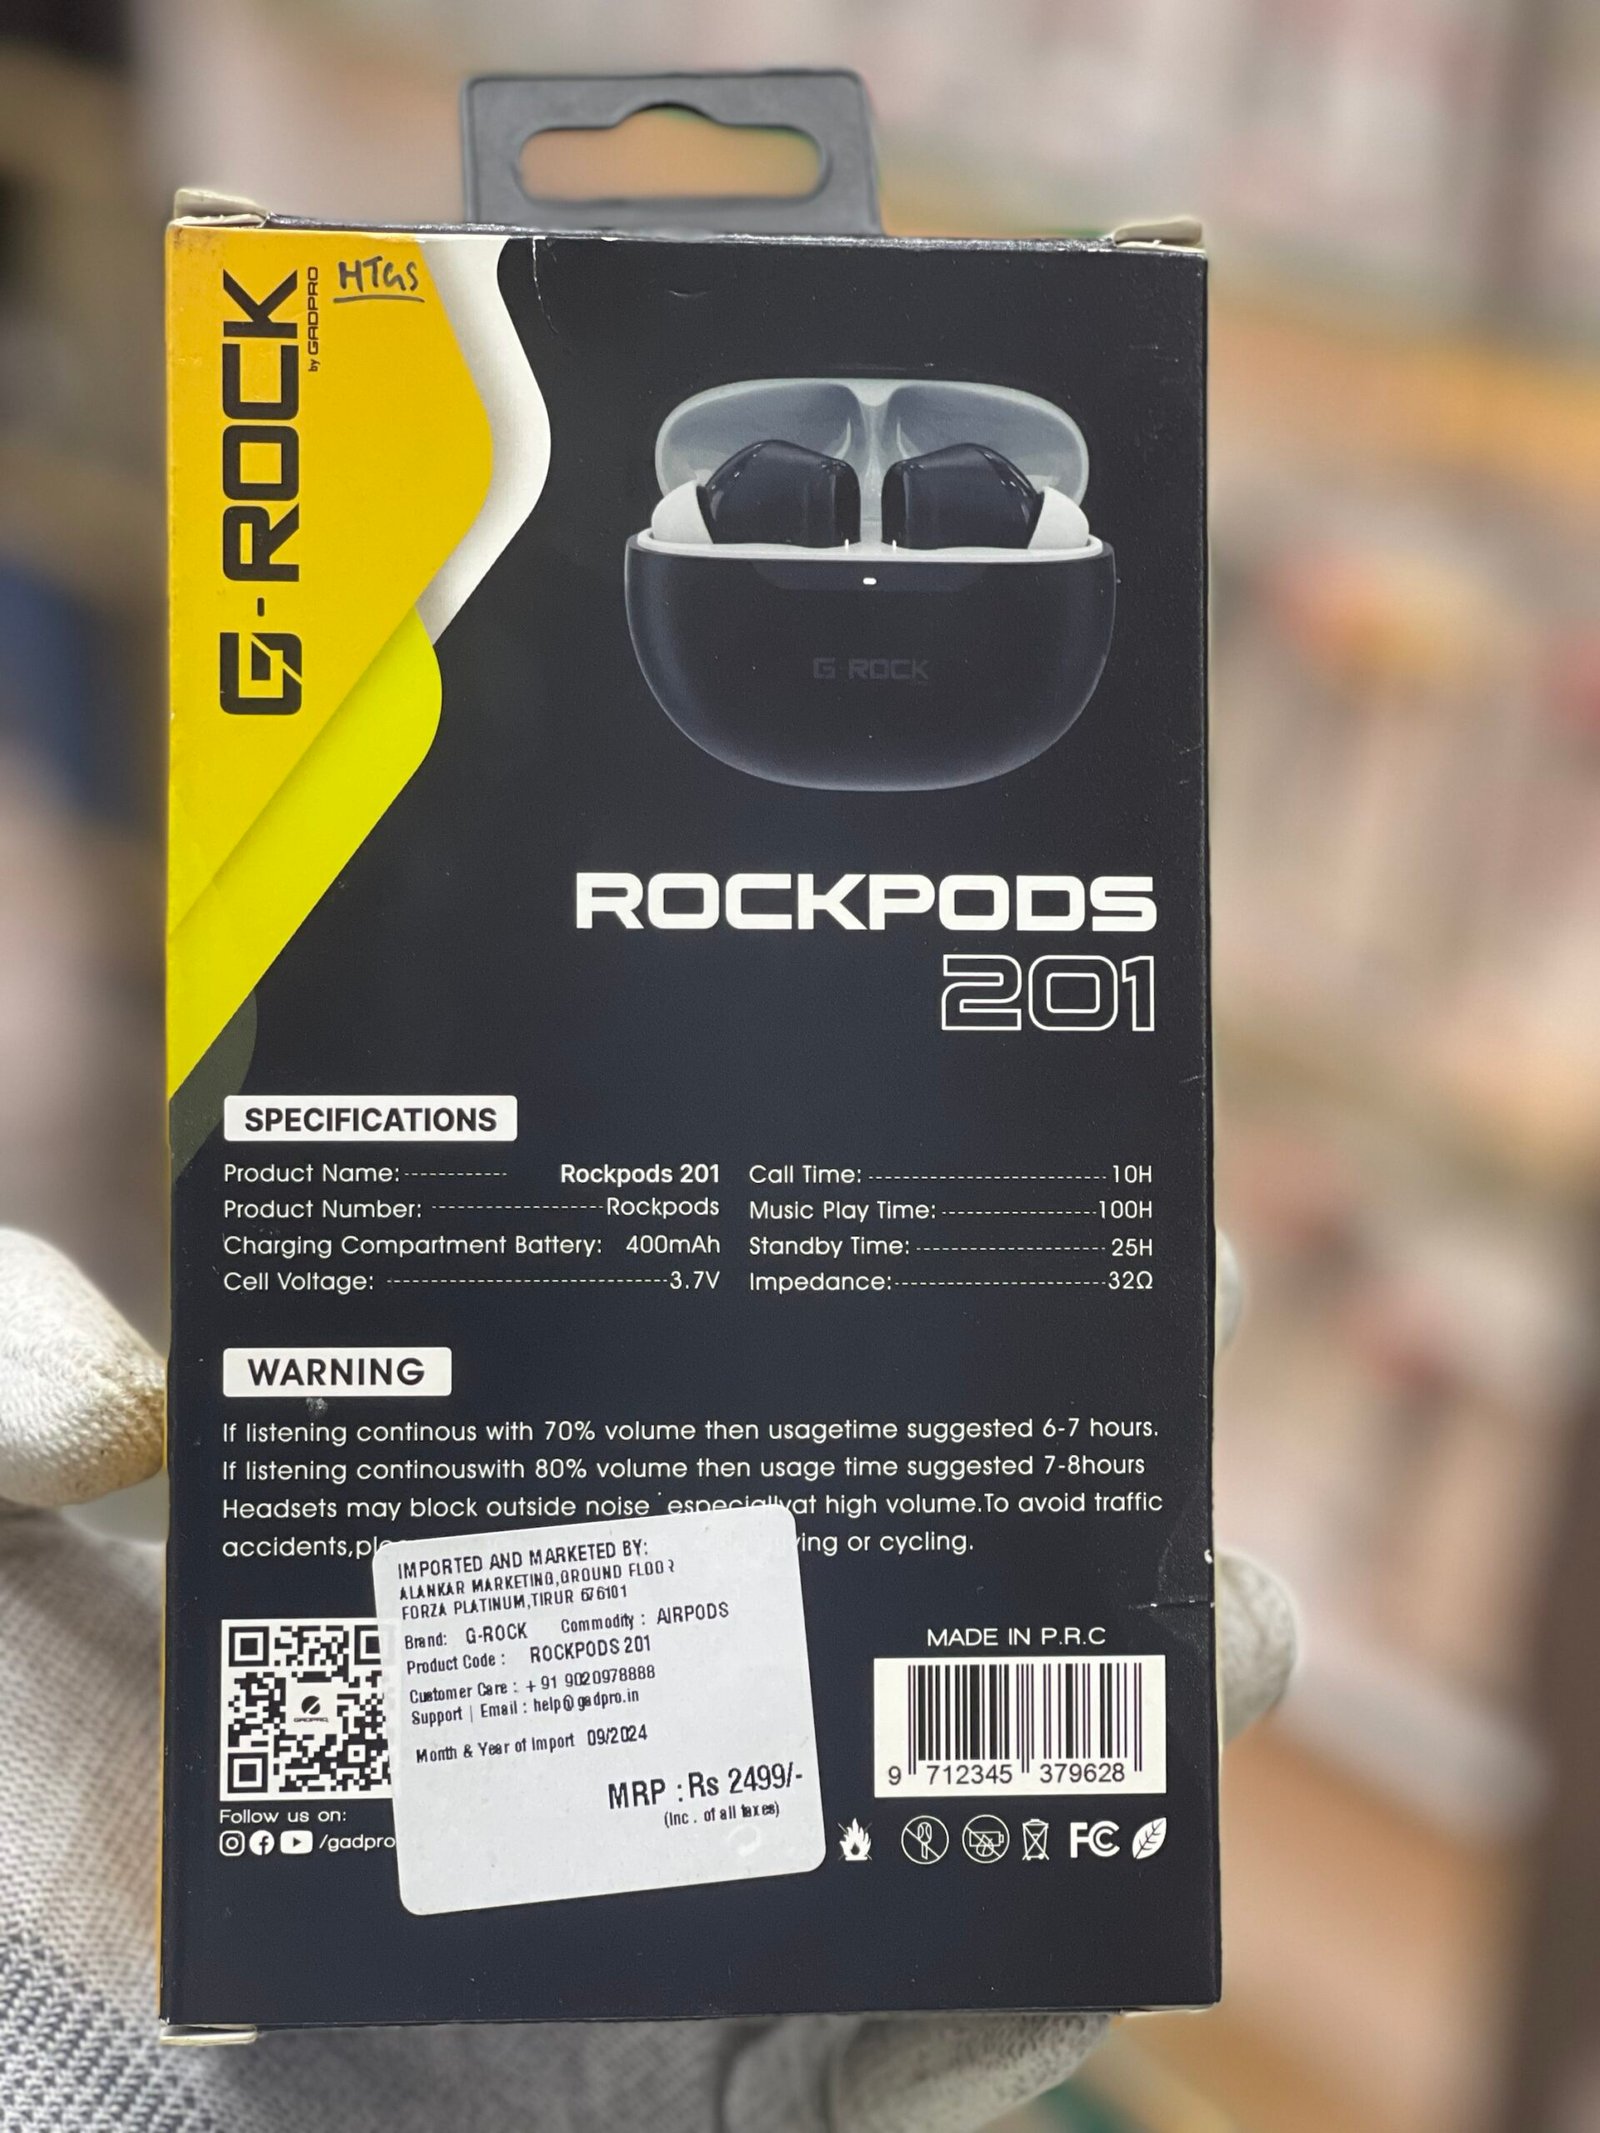 HTGS
G-ROCK
by GADPRO
G ROCK
ROCKPODS
201
SPECIFICATIONS
Product Name:------------ Rockpods 201
Product Number: -------------------Rockpods
Charging Compartment Battery: 400mAh
Cell Voltage: -------------------------------3.7V
Call Time: --------------------------10H
Music Play Time: -----------------100H
Standby Time: ---------------------25H
Impedance:------------------------32Ω
WARNING
If listening continous with 70% volume then usagetime suggested 6-7 hours.
If listening continouswith 80% volume then usage time suggested 7-8hours
Headsets may block outside noise especiallyat high volume.To avoid traffic
accidents, or cycling.
IMPORTED AND MARKETED BY:
ALANKAR MARKETING,GROUND FLOOR
FORZA PLATINUM,TIRUR 676101
Brand: G-ROCK Commodity : AIRPODS
Product Code : ROCKPODS 201
Customer Care : + 91 9020978888
Support | Email : help@gadpro.in
Month & Year of Import 09/2024
MRP : Rs 2499/-
(Inc . of all taxes)
GADPRO
Follow us on:
/gadpro
MADE IN P.R.C
9 712345 379628
FC